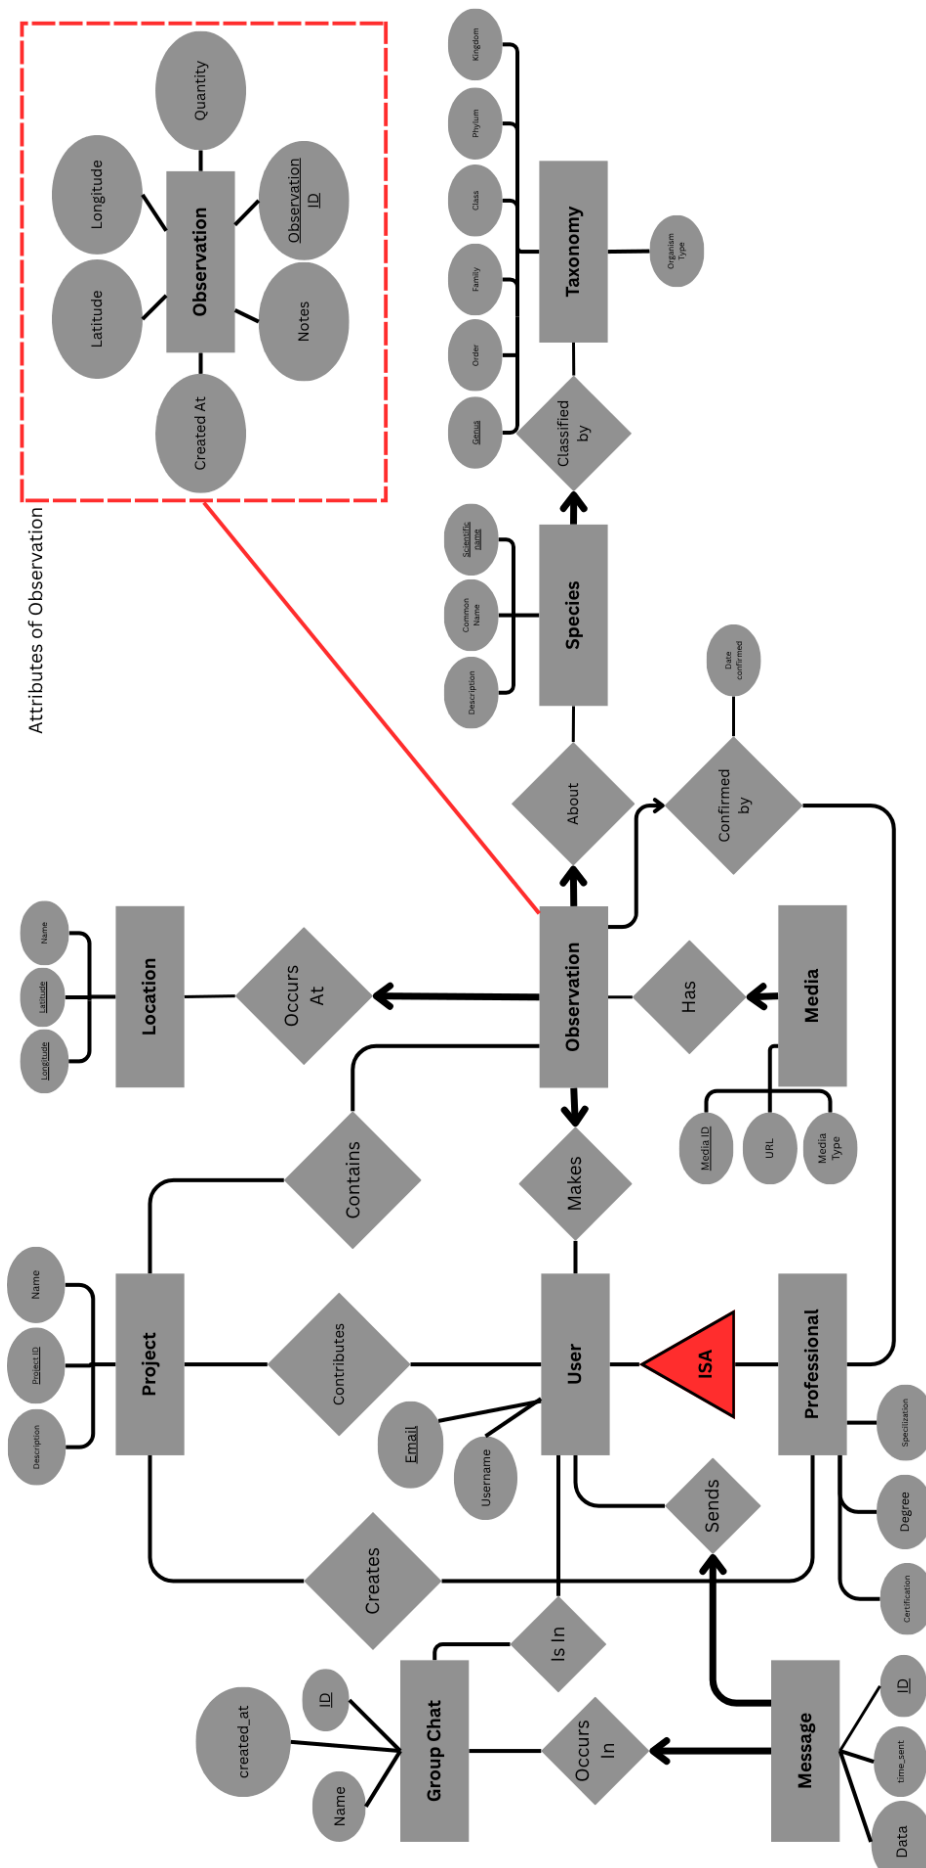 Attributes of Observation
Created At
Latitude
Longitude
Quantity
Observation
ID
Notes
Observation
Description
Project ID
Name
Project
Longitude
Latitude
Name
Location
Creates
Contributes
Contains
Occurs
At
created_at
Name
ID
Group Chat
Email
Username
Is In
Occurs
In
User
Makes
Observation
About
Description
Common
Name
Scientific
name
Species
Classified
by
Genus
Order
Family
Class
Phylum
Kingdom
Taxonomy
Organism
Type
Sends
ISA
Has
Confirmed
by
Date
confirmed
Message
Data
time_sent
ID
Professional
Certification
Degree
Specilization
Media ID
URL
Media
Type
Media